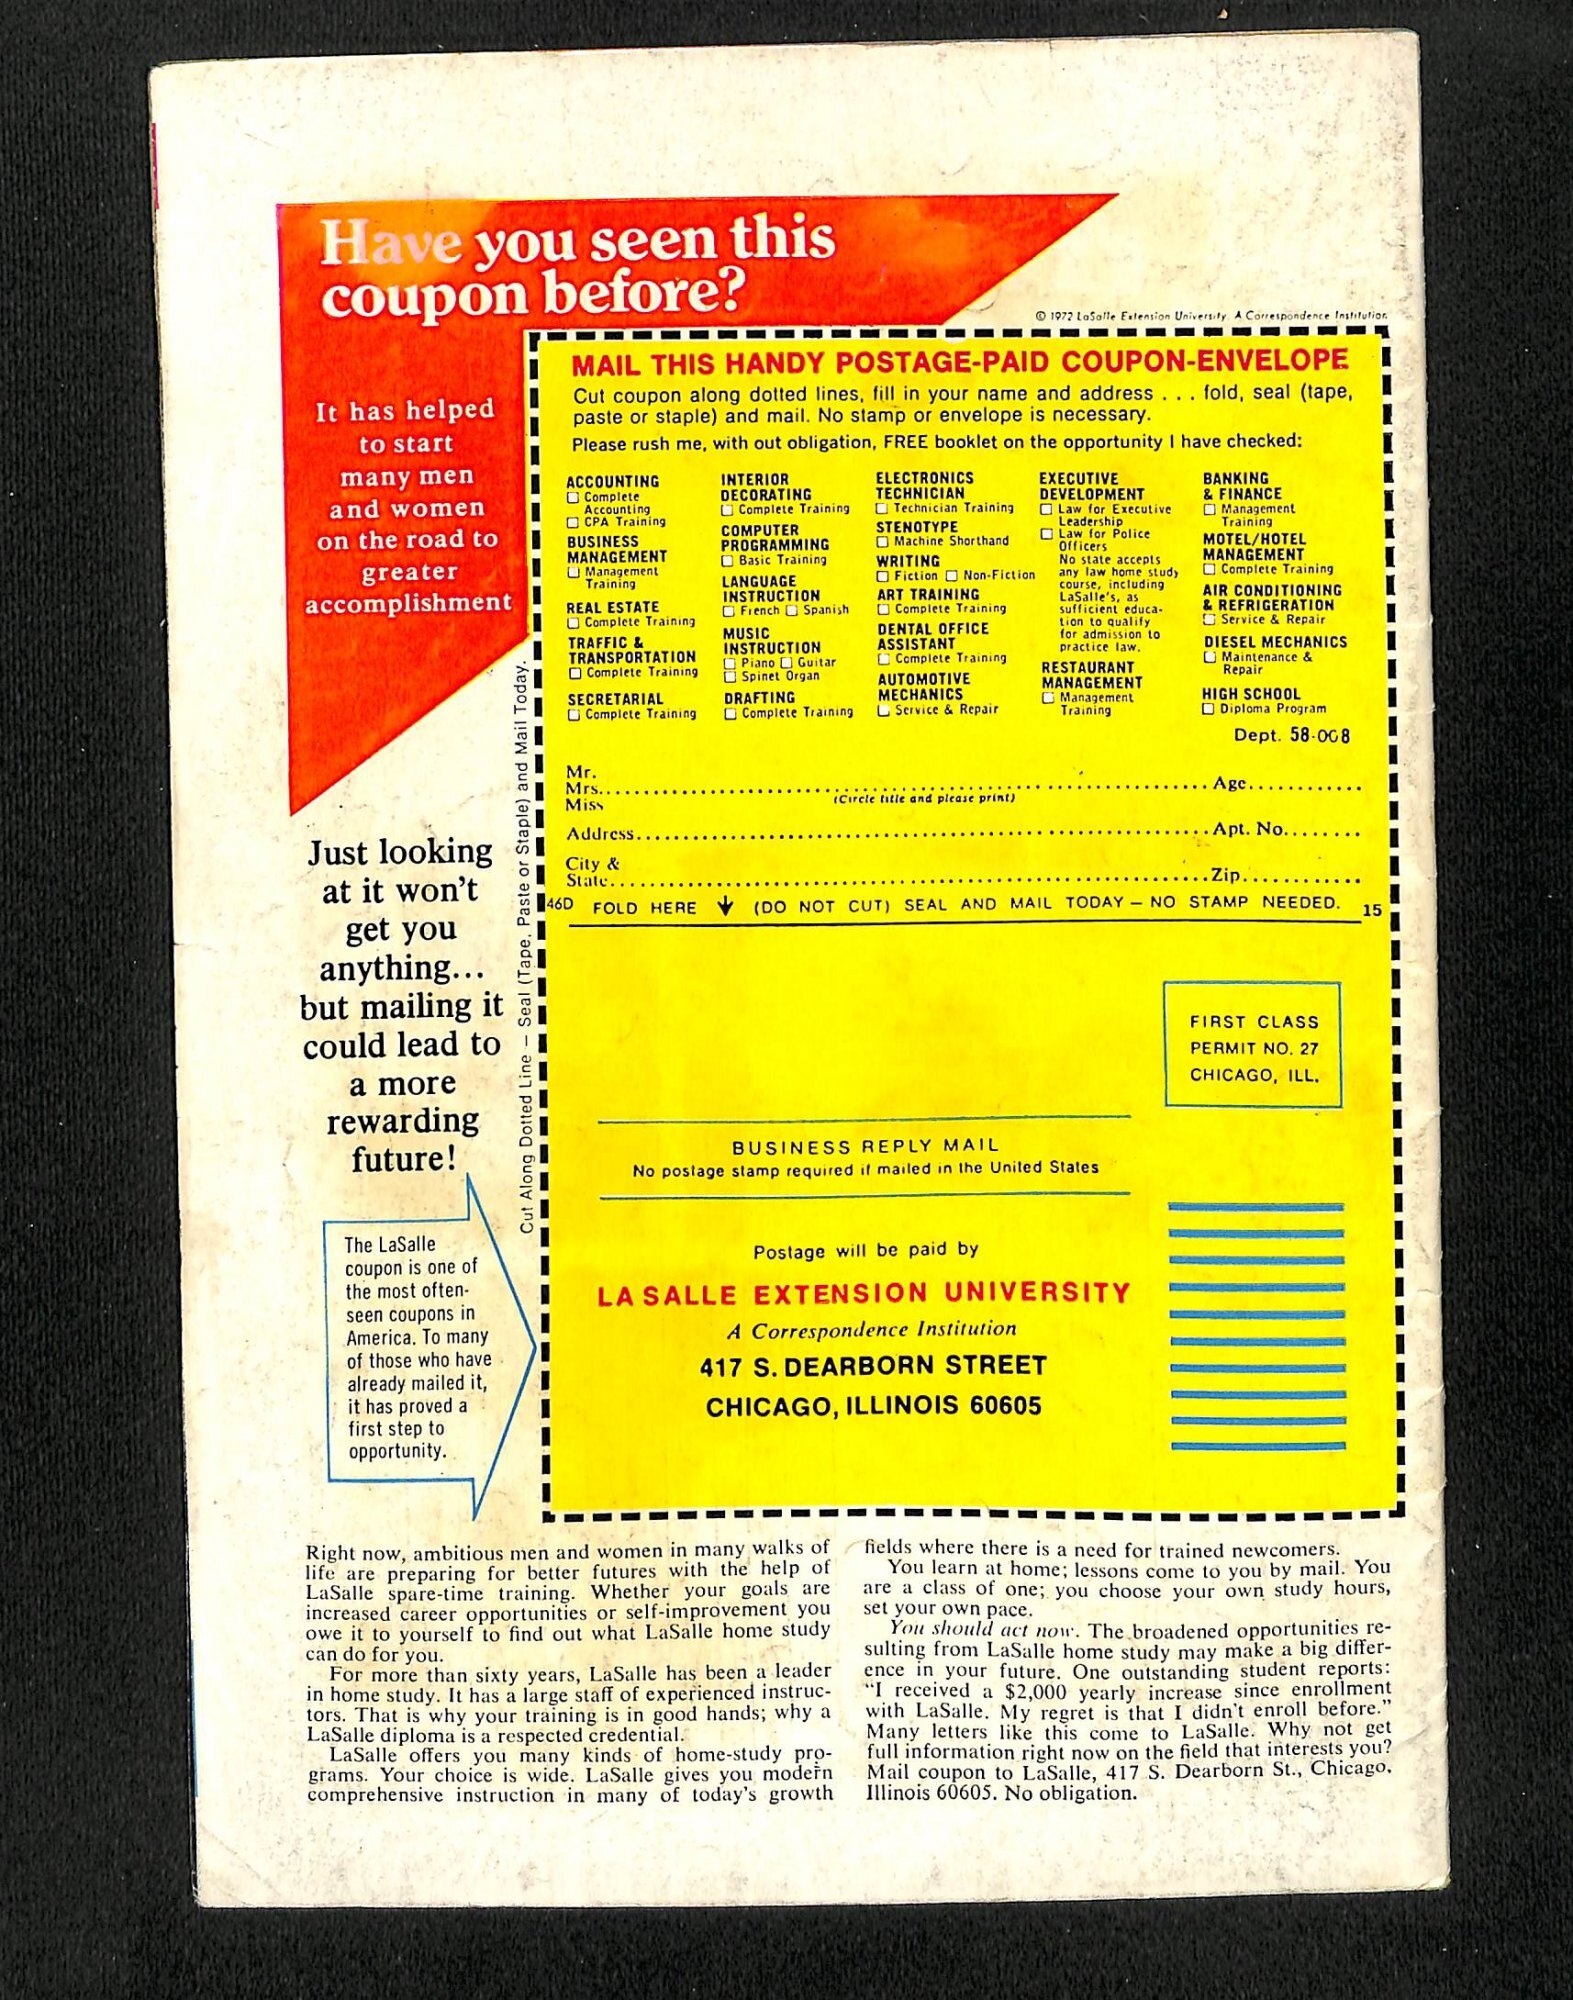 Have you seen this
coupon before?
© 1972 LaSalle Extension University. A Correspondence Institution
It has helped
to start
many men
and women
on the road to
greater
accomplishment
MAIL THIS HANDY POSTAGE-PAID COUPON-ENVELOPE
Cut coupon along dotted lines, fill in your name and address . . . fold, seal (tape,
paste or staple) and mail. No stamp or envelope is necessary.
Please rush me, with out obligation, FREE booklet on the opportunity I have checked:
ACCOUNTING
☐ Complete
Accounting
☐ CPA Training
BUSINESS
MANAGEMENT
☐ Management
Training
REAL ESTATE
☐ Complete Training
TRAFFIC &
TRANSPORTATION
☐ Complete Training
SECRETARIAL
☐ Complete Training
INTERIOR
DECORATING
☐ Complete Training
COMPUTER
PROGRAMMING
☐ Basic Training
LANGUAGE
INSTRUCTION
☐ French ☐ Spanish
MUSIC
INSTRUCTION
☐ Piano ☐ Guitar
☐ Spinet Organ
DRAFTING
☐ Complete Training
ELECTRONICS
TECHNICIAN
☐ Technician Training
STENOTYPE
☐ Machine Shorthand
WRITING
☐ Fiction ☐ Non-Fiction
ART TRAINING
☐ Complete Training
DENTAL OFFICE
ASSISTANT
☐ Complete Training
AUTOMOTIVE
MECHANICS
☐ Service & Repair
EXECUTIVE
DEVELOPMENT
☐ Law for Executive
Leadership
☐ Law for Police
Officers
No state accepts
any law home study
course, including
LaSalle's, as
sufficient educa-
tion to qualify
for admission to
practice law.
RESTAURANT
MANAGEMENT
☐ Management
Training
BANKING
& FINANCE
☐ Management
Training
MOTEL/HOTEL
MANAGEMENT
☐ Complete Training
AIR CONDITIONING
& REFRIGERATION
☐ Service & Repair
DIESEL MECHANICS
☐ Maintenance &
Repair
HIGH SCHOOL
☐ Diploma Program
Dept. 58-008
Mr.
Mrs. Age
Miss
(Circle title and please print)
Address Apt. No.
City &
State Zip
46D FOLD HERE ↓ (DO NOT CUT) SEAL AND MAIL TODAY – NO STAMP NEEDED. 15
Cut Along Dotted Line – Seal (Tape, Paste or Staple) and Mail Today.
Just looking
at it won't
get you
anything...
but mailing it
could lead to
a more
rewarding
future!
The LaSalle
coupon is one of
the most often-
seen coupons in
America. To many
of those who have
already mailed it,
it has proved a
first step to
opportunity.
FIRST CLASS
PERMIT NO. 27
CHICAGO, ILL.
BUSINESS REPLY MAIL
No postage stamp required if mailed in the United States
Postage will be paid by
LA SALLE EXTENSION UNIVERSITY
A Correspondence Institution
417 S. DEARBORN STREET
CHICAGO, ILLINOIS 60605
Right now, ambitious men and women in many walks of
life are preparing for better futures with the help of
LaSalle spare-time training. Whether your goals are
increased career opportunities or self-improvement you
owe it to yourself to find out what LaSalle home study
can do for you.
For more than sixty years, LaSalle has been a leader
in home study. It has a large staff of experienced instruc-
tors. That is why your training is in good hands; why a
LaSalle diploma is a respected credential.
LaSalle offers you many kinds of home-study pro-
grams. Your choice is wide. LaSalle gives you modern
comprehensive instruction in many of today's growth
fields where there is a need for trained newcomers.
You learn at home; lessons come to you by mail. You
are a class of one; you choose your own study hours,
set your own pace.
You should act now. The broadened opportunities re-
sulting from LaSalle home study may make a big differ-
ence in your future. One outstanding student reports:
"I received a $2,000 yearly increase since enrollment
with LaSalle. My regret is that I didn't enroll before."
Many letters like this come to LaSalle. Why not get
full information right now on the field that interests you?
Mail coupon to LaSalle, 417 S. Dearborn St., Chicago,
Illinois 60605. No obligation.